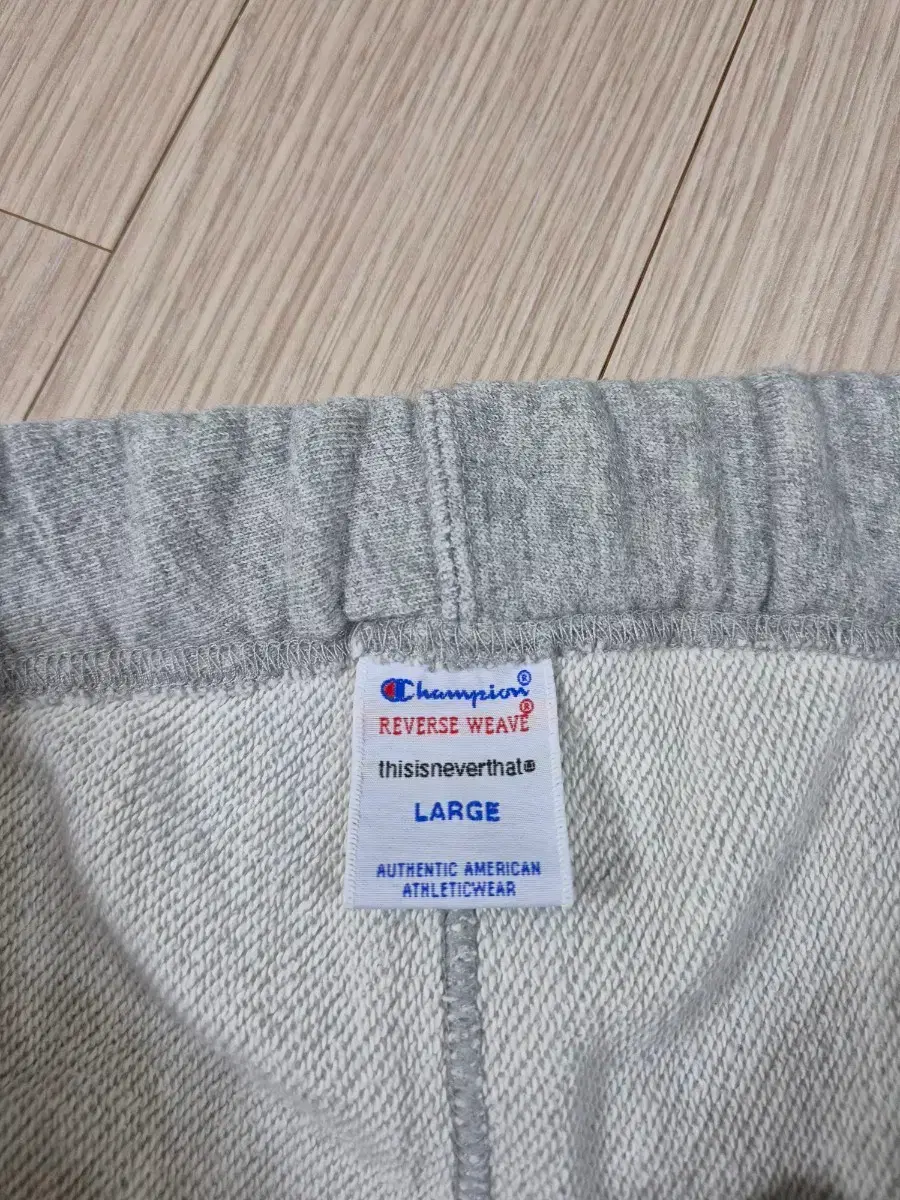 Champion®
REVERSE WEAVE®
thisisneverthat®
LARGE
AUTHENTIC AMERICAN
ATHLETICWEAR